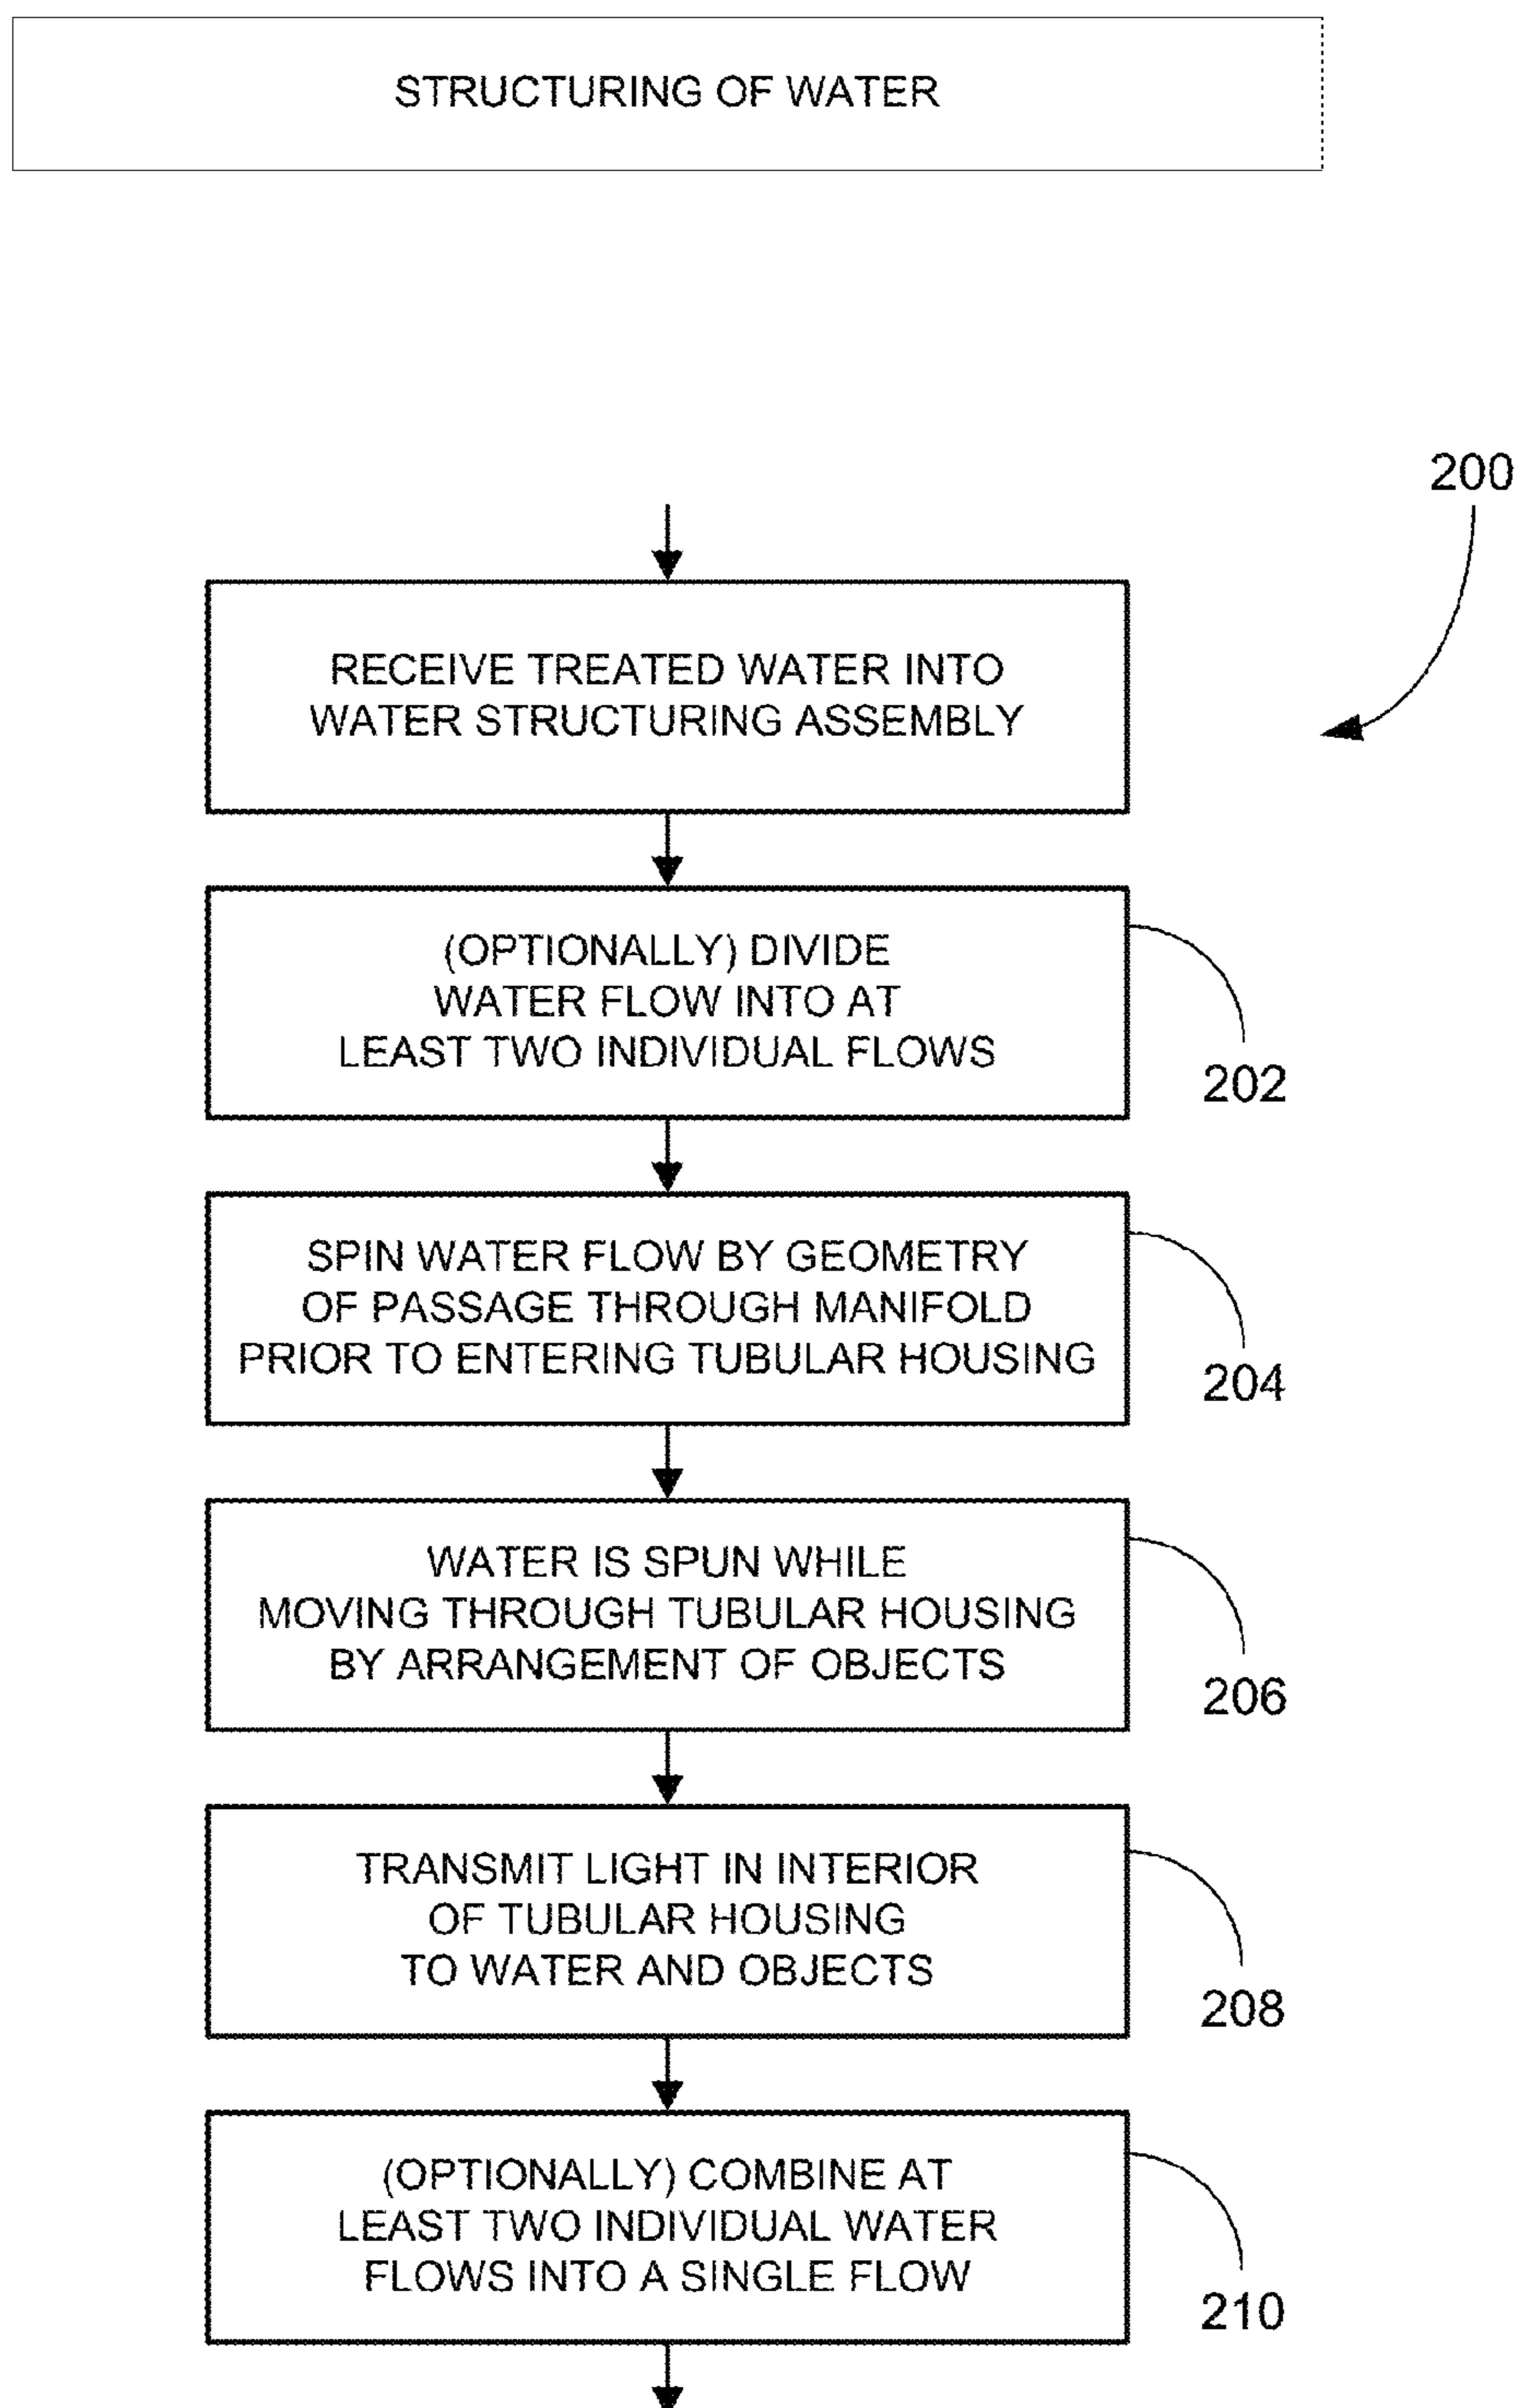 STRUCTURING OF WATER
200
RECEIVE TREATED WATER INTO
WATER STRUCTURING ASSEMBLY
(OPTIONALLY) DIVIDE
WATER FLOW INTO AT
LEAST TWO INDIVIDUAL FLOWS
202
SPIN WATER FLOW BY GEOMETRY
OF PASSAGE THROUGH MANIFOLD
PRIOR TO ENTERING TUBULAR HOUSING
204
WATER IS SPUN WHILE
MOVING THROUGH TUBULAR HOUSING
BY ARRANGEMENT OF OBJECTS
206
TRANSMIT LIGHT IN INTERIOR
OF TUBULAR HOUSING
TO WATER AND OBJECTS
208
(OPTIONALLY) COMBINE AT
LEAST TWO INDIVIDUAL WATER
FLOWS INTO A SINGLE FLOW
210